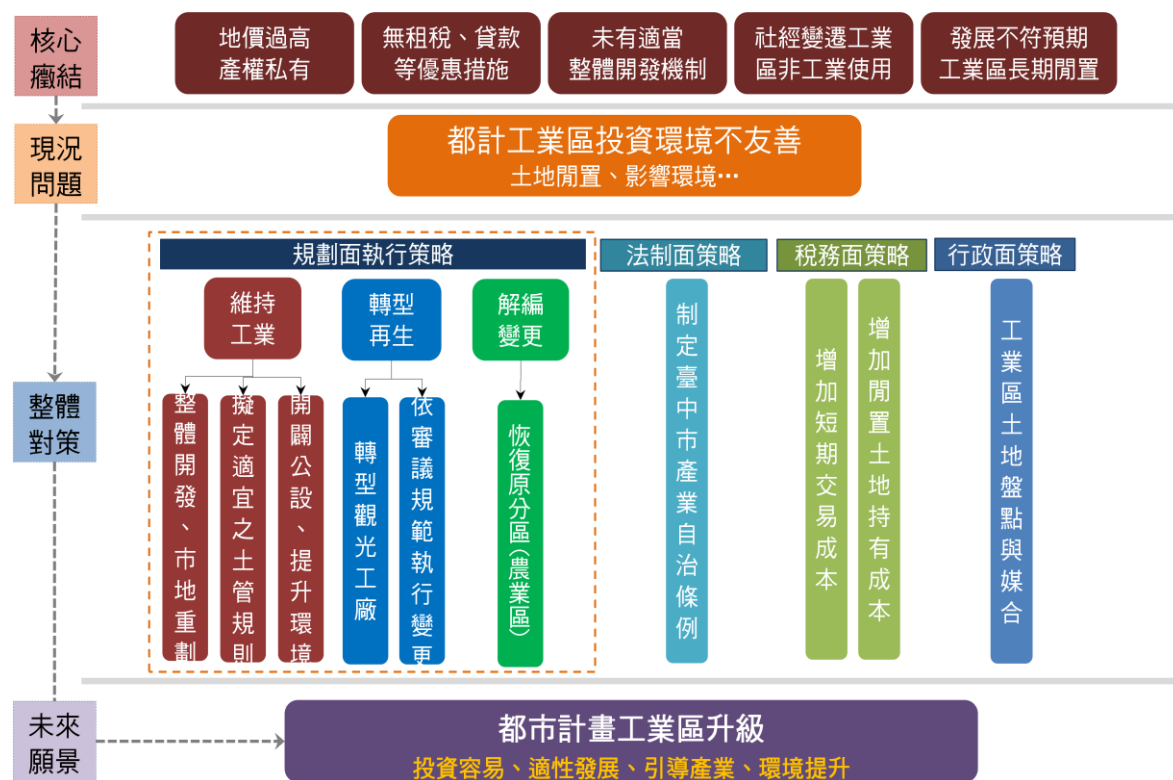 核心
癥結
地價過高
產權私有
無租稅、貸款
等優惠措施
未有適當
整體開發機制
社經變遷工業
區非工業使用
發展不符預期
工業區長期閒置
現況
問題
都計工業區投資環境不友善
土地閒置、影響環境…
整體
對策
規劃面執行策略
法制面策略
稅務面策略
行政面策略
維持
工業
轉型
再生
解編
變更
整體開發、市地重劃
擬定適宜之土管規則
開闢公設、提升環境
轉型觀光工廠
依審議規範執行變更
恢復原分區(農業區)
制定臺中市產業自治條例
增加短期交易成本
增加閒置土地持有成本
工業區土地盤點與媒合
未來
願景
都市計畫工業區升級
投資容易、適性發展、引導產業、環境提升